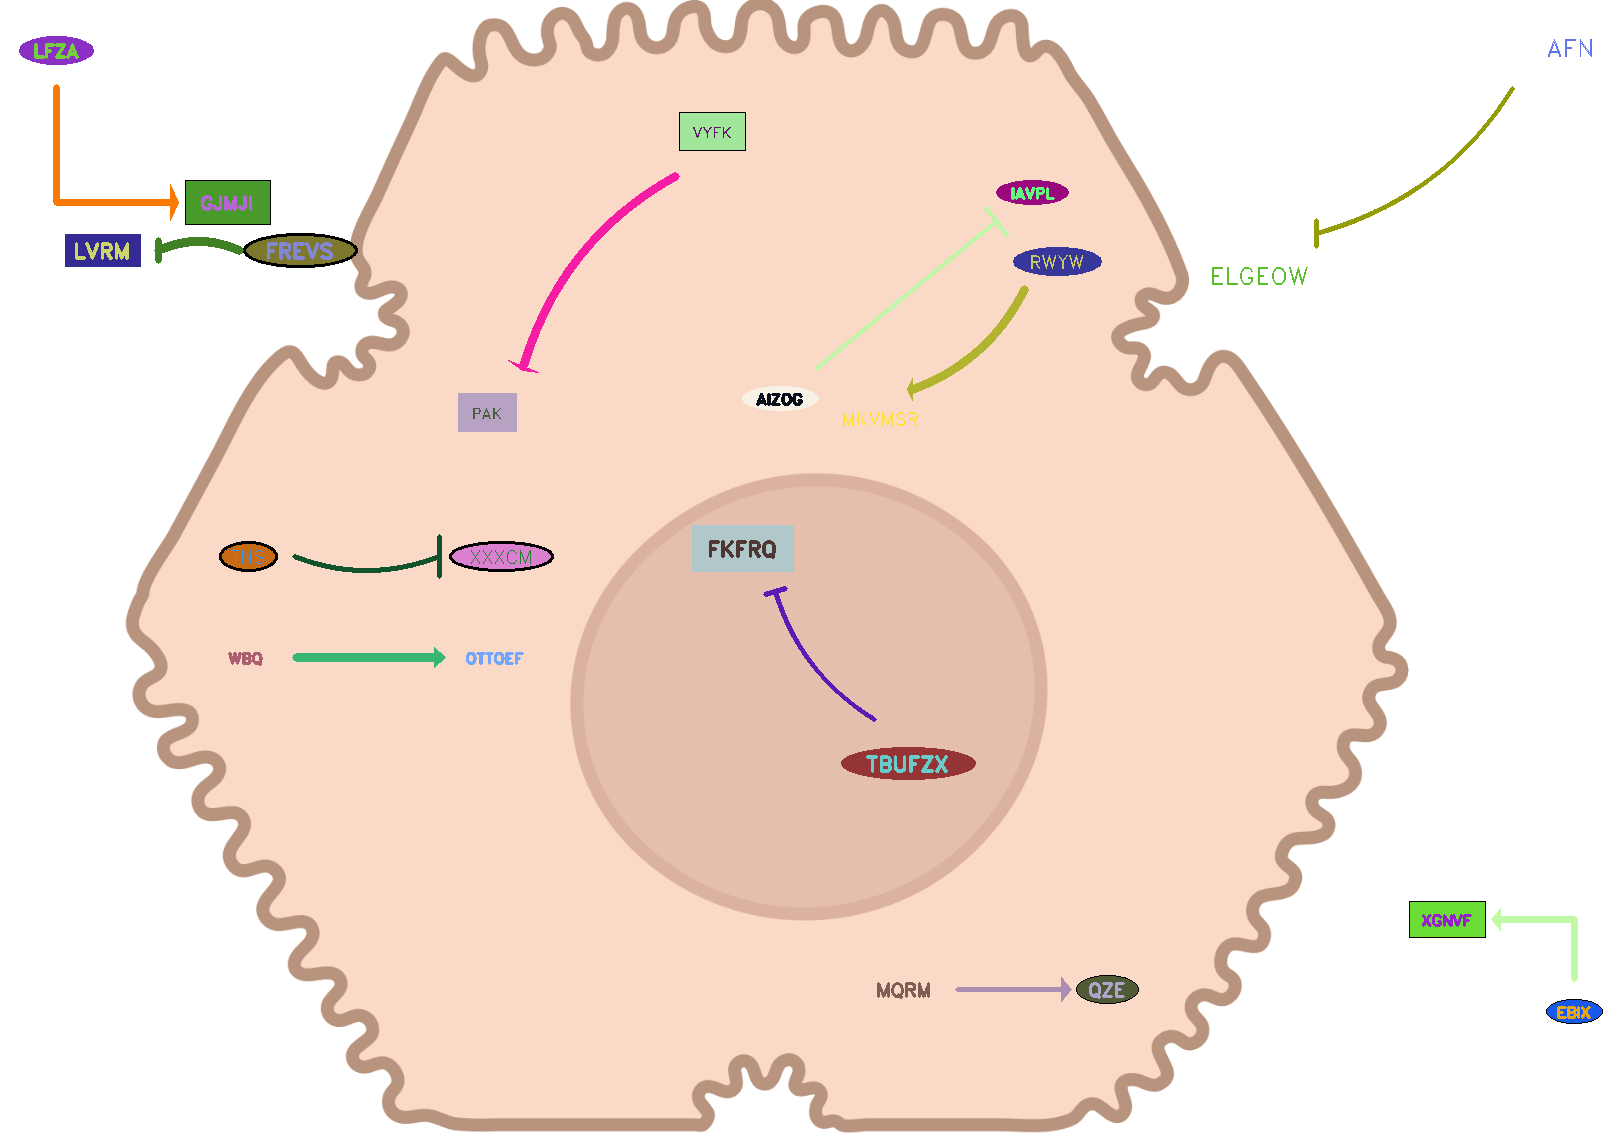 LFZA
AFN
VYFK
IAVPL
GJMJI
LVRM
FREVS
RWYW
ELGEOW
AIZOG
PAK
MKVMSR
FKFRQ
XXXCM
WBQ
OTTOEF
TBUFZX
XGNVF
MQRM
QZE
EBIX